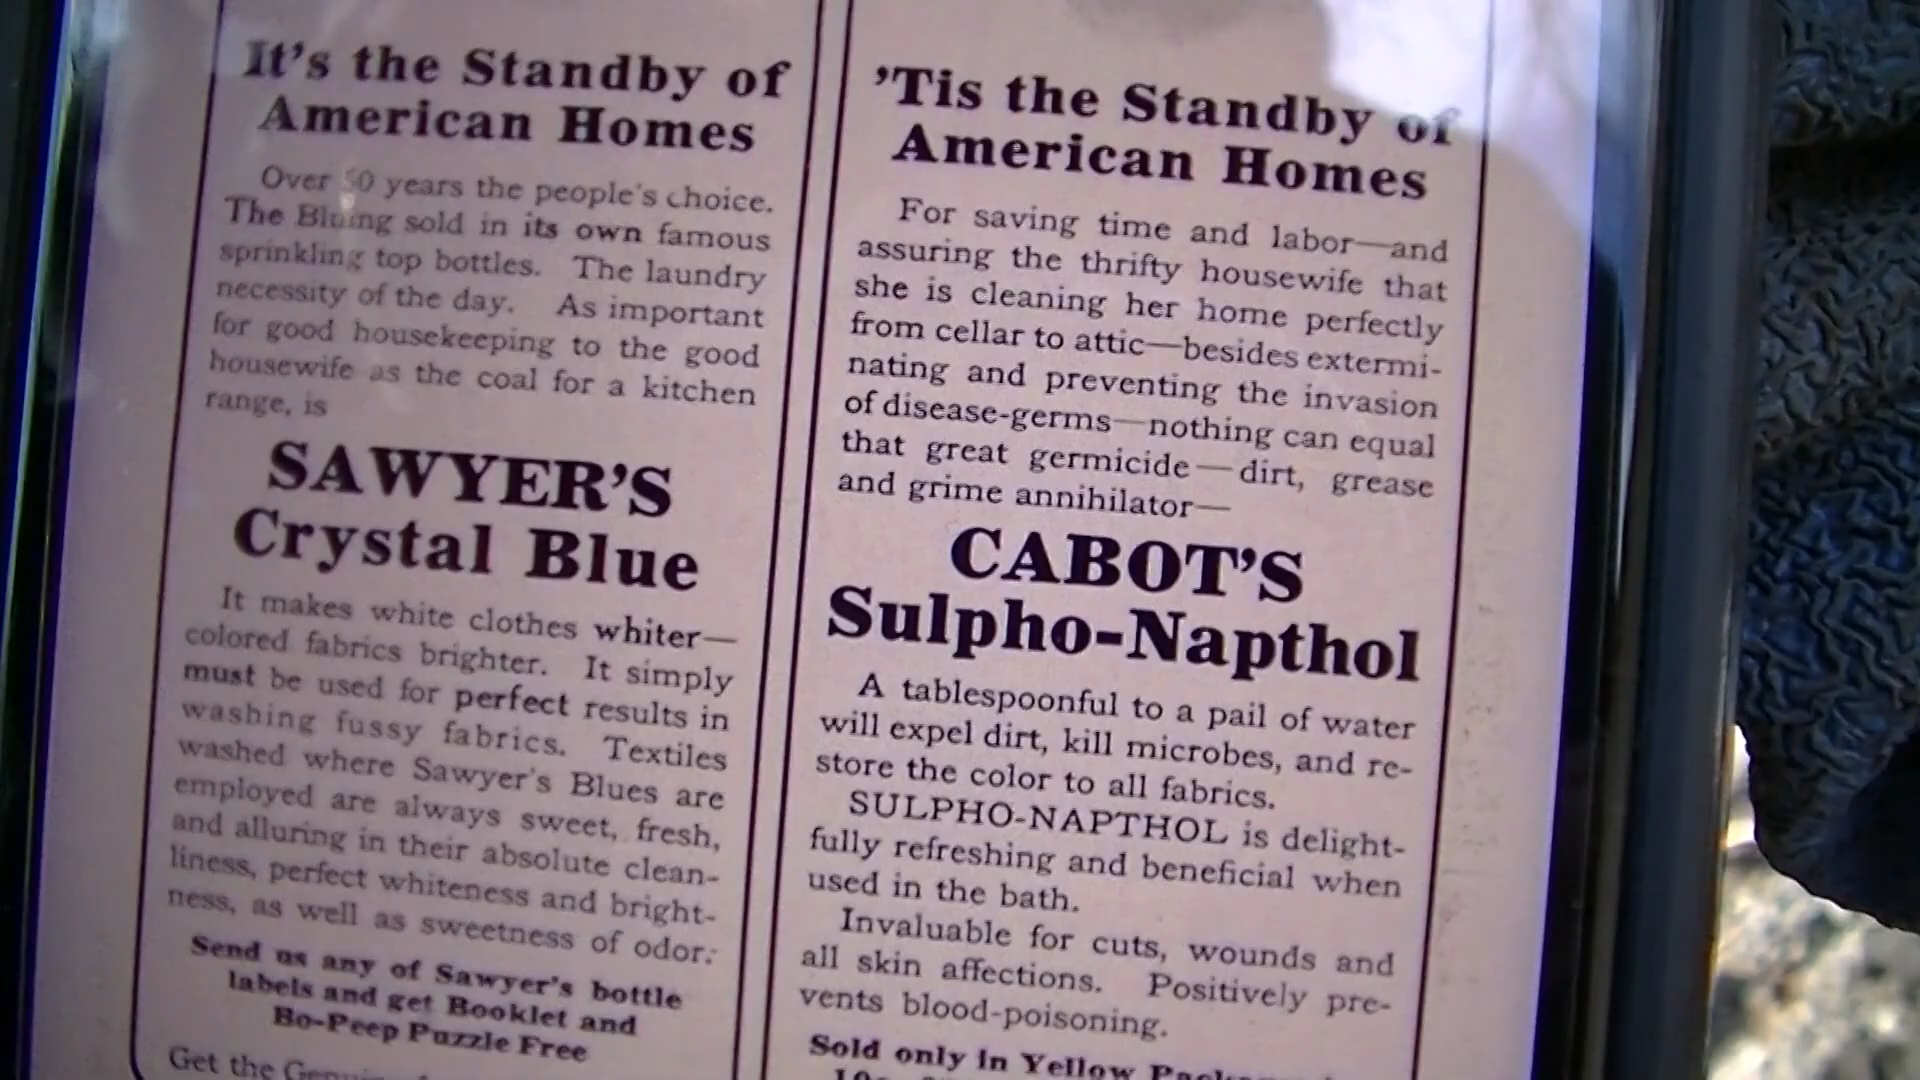 It's the Standby of
American Homes
Over 50 years the people's choice.
The Bluing sold in its own famous
sprinkling top bottles. The laundry
necessity of the day. As important
for good housekeeping to the good
housewife as the coal for a kitchen
range, is
SAWYER'S
Crystal Blue
It makes white clothes whiter—
colored fabrics brighter. It simply
must be used for perfect results in
washing fussy fabrics. Textiles
washed where Sawyer's Blues are
employed are always sweet, fresh,
and alluring in their absolute clean-
liness, perfect whiteness and bright-
ness, as well as sweetness of odor.
Send us any of Sawyer's bottle
labels and get Booklet and
Bo-Peep Puzzle Free
Get the
'Tis the Standby of
American Homes
For saving time and labor—and
assuring the thrifty housewife that
she is cleaning her home perfectly
from cellar to attic—besides extermi-
nating and preventing the invasion
of disease-germs—nothing can equal
that great germicide—dirt, grease
and grime annihilator—
CABOT'S
Sulpho-Napthol
A tablespoonful to a pail of water
will expel dirt, kill microbes, and re-
store the color to all fabrics.
SULPHO-NAPTHOL is delight-
fully refreshing and beneficial when
used in the bath.
Invaluable for cuts, wounds and
all skin affections. Positively pre-
vents blood-poisoning.
Sold only in Yellow